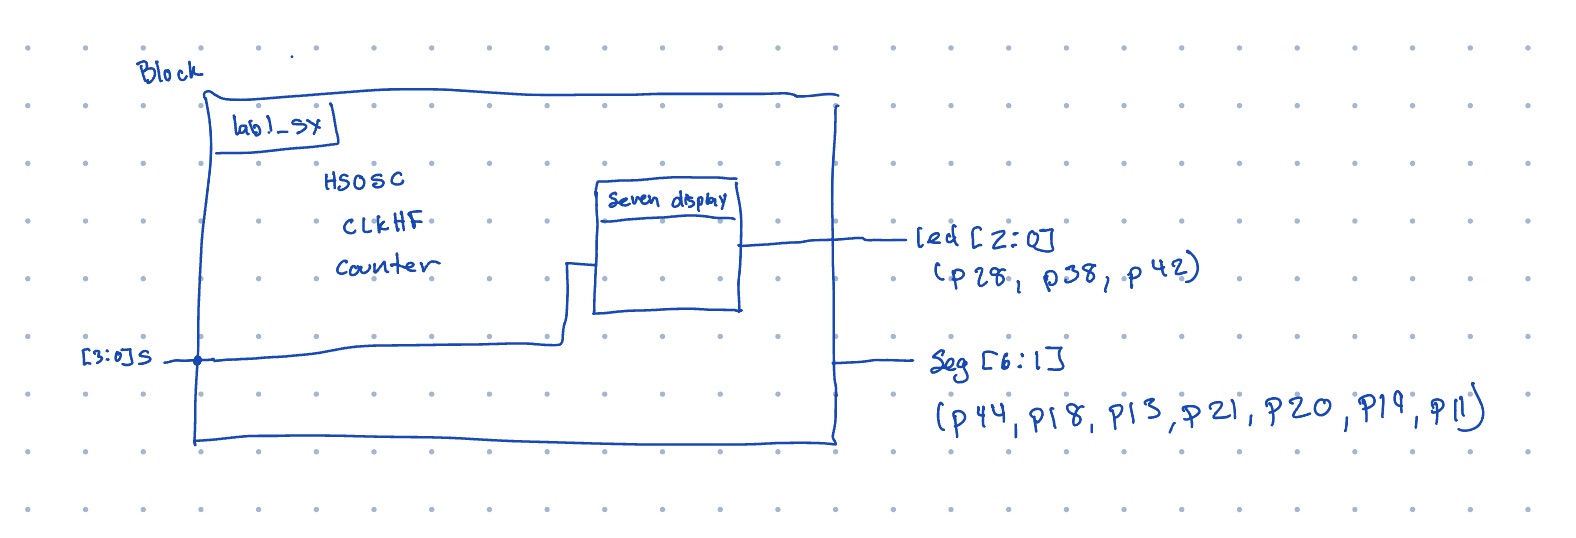 Block
lab1_sx
HSOSC
CLKHF
Counter
Seven display
led [2:0]
(p28, p38, p42)
[3:0]s
Seg [6:1]
(p44, p18, p13, p21, p20, p19, p11)